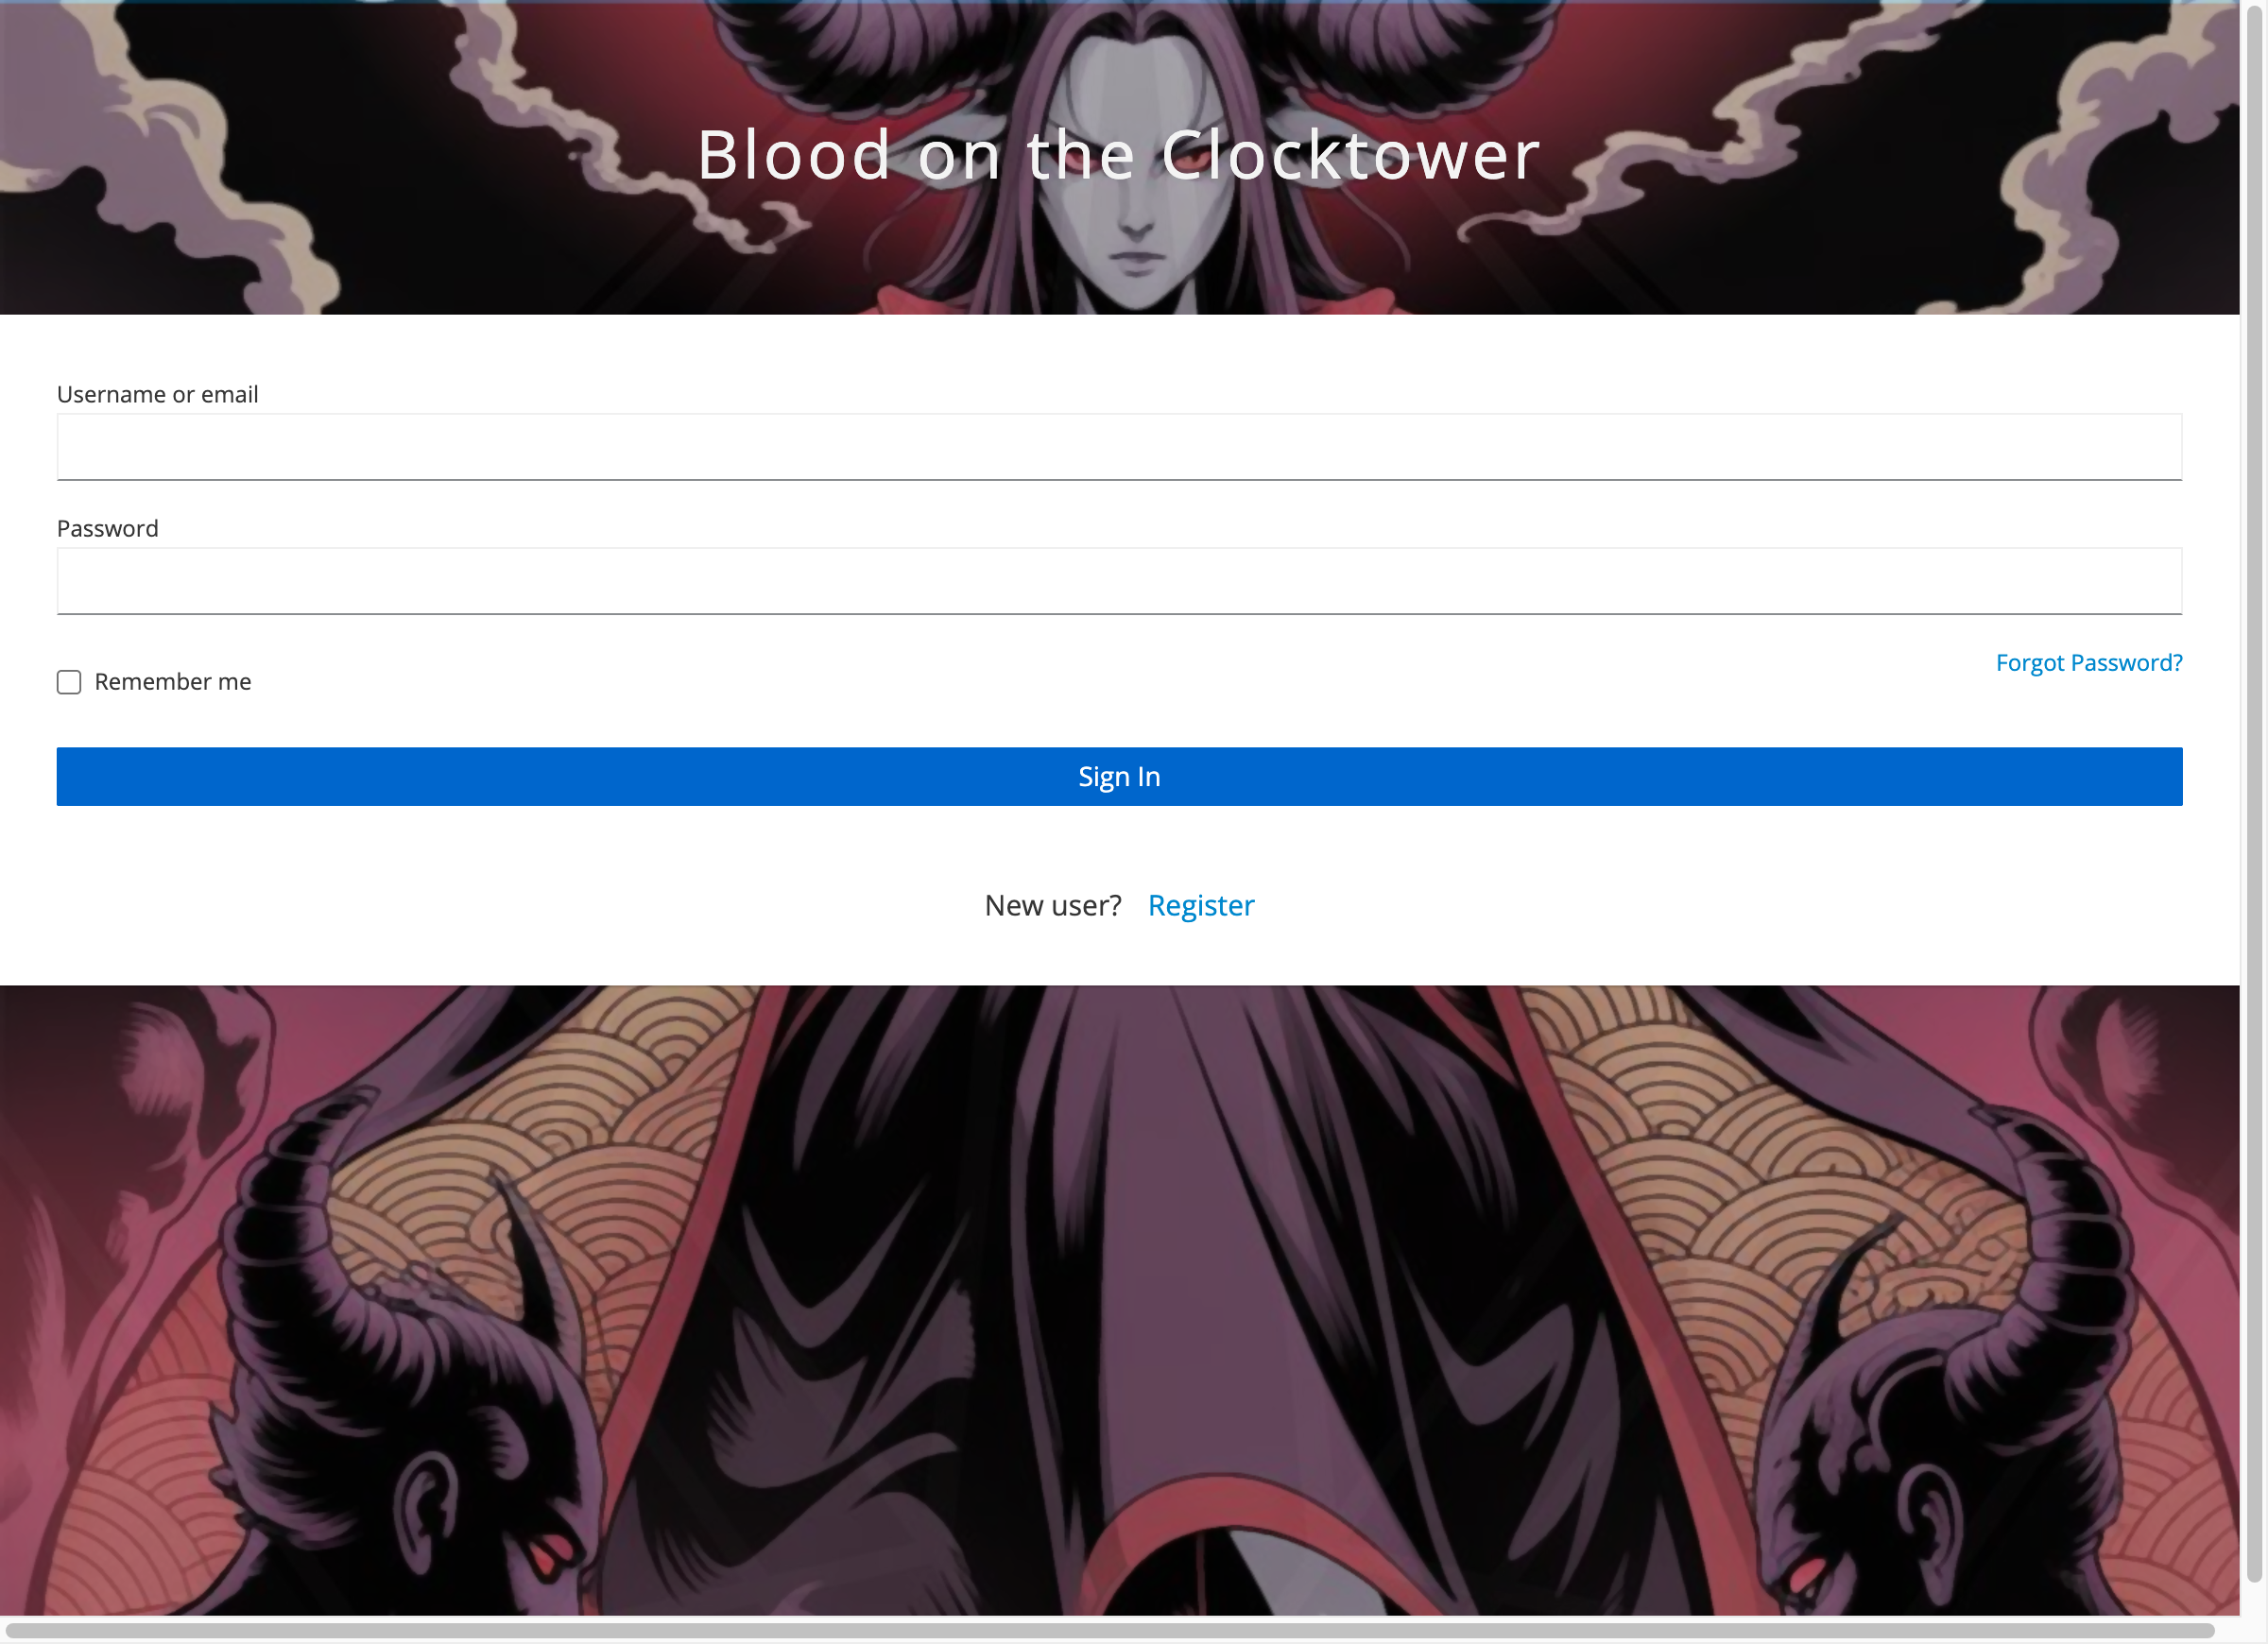 Blood on the Clocktower
Username or email
Password
Remember me
Forgot Password?
Sign In
New user? Register